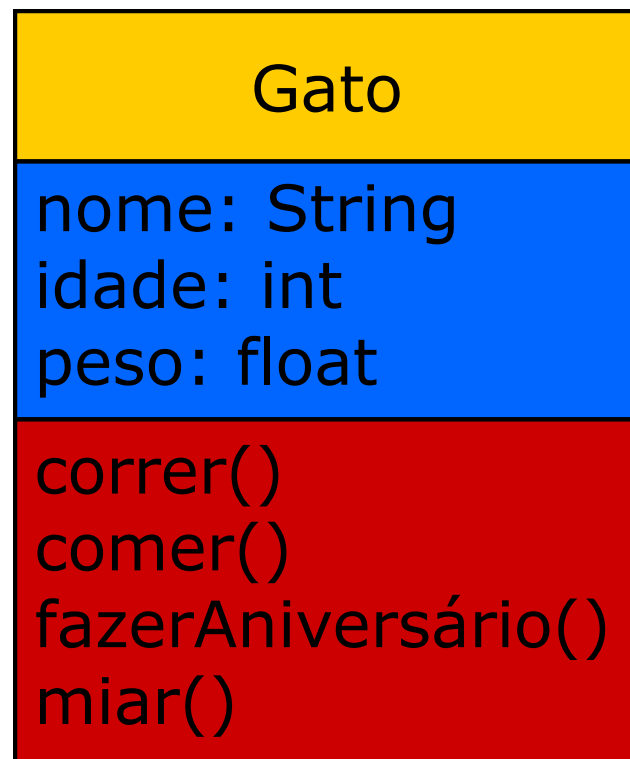 Gato
nome: String
idade: int
peso: float
correr()
comer()
fazerAniversário()
miar()